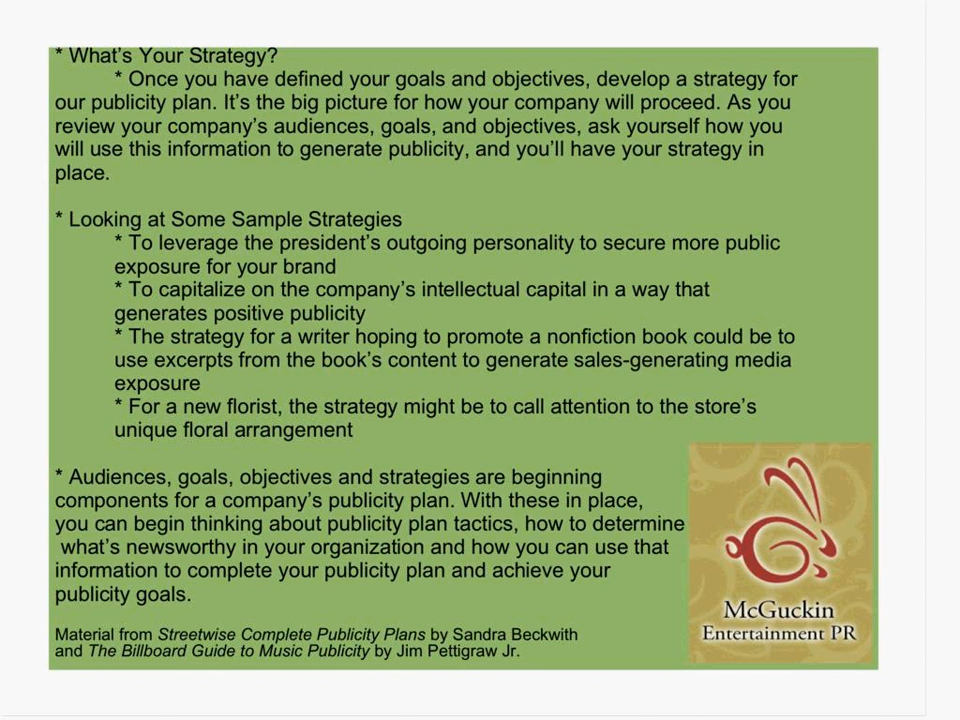 * What's Your Strategy?
* Once you have defined your goals and objectives, develop a strategy for
our publicity plan. It's the big picture for how your company will proceed. As you
review your company's audiences, goals, and objectives, ask yourself how you
will use this information to generate publicity, and you'll have your strategy in
place.
* Looking at Some Sample Strategies
* To leverage the president's outgoing personality to secure more public
exposure for your brand
* To capitalize on the company's intellectual capital in a way that
generates positive publicity
* The strategy for a writer hoping to promote a nonfiction book could be to
use excerpts from the book's content to generate sales-generating media
exposure
* For a new florist, the strategy might be to call attention to the store's
unique floral arrangement
* Audiences, goals, objectives and strategies are beginning
components for a company's publicity plan. With these in place,
you can begin thinking about publicity plan tactics, how to determine
what's newsworthy in your organization and how you can use that
information to complete your publicity plan and achieve your
publicity goals.
Material from Streetwise Complete Publicity Plans by Sandra Beckwith
and The Billboard Guide to Music Publicity by Jim Pettigraw Jr.
McGuckin
Entertainment PR